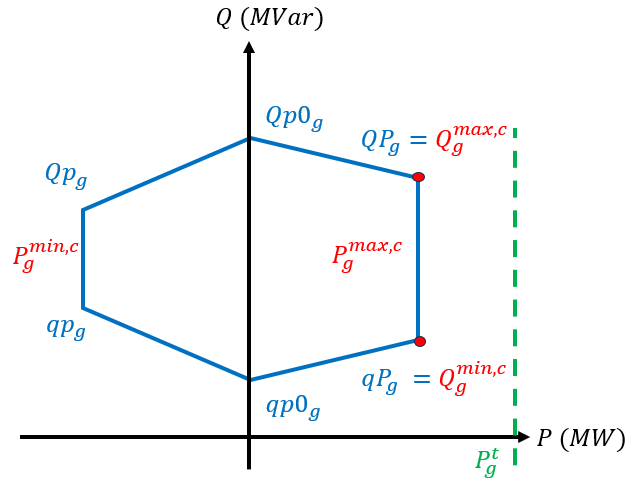 Q (MVar)
Qp0_g
QP_g = Q_g^{max,c}
Qp_g
P_g^{min,c}
P_g^{max,c}
qp_g
qP_g = Q_g^{min,c}
qp0_g
P (MW)
P_g^t